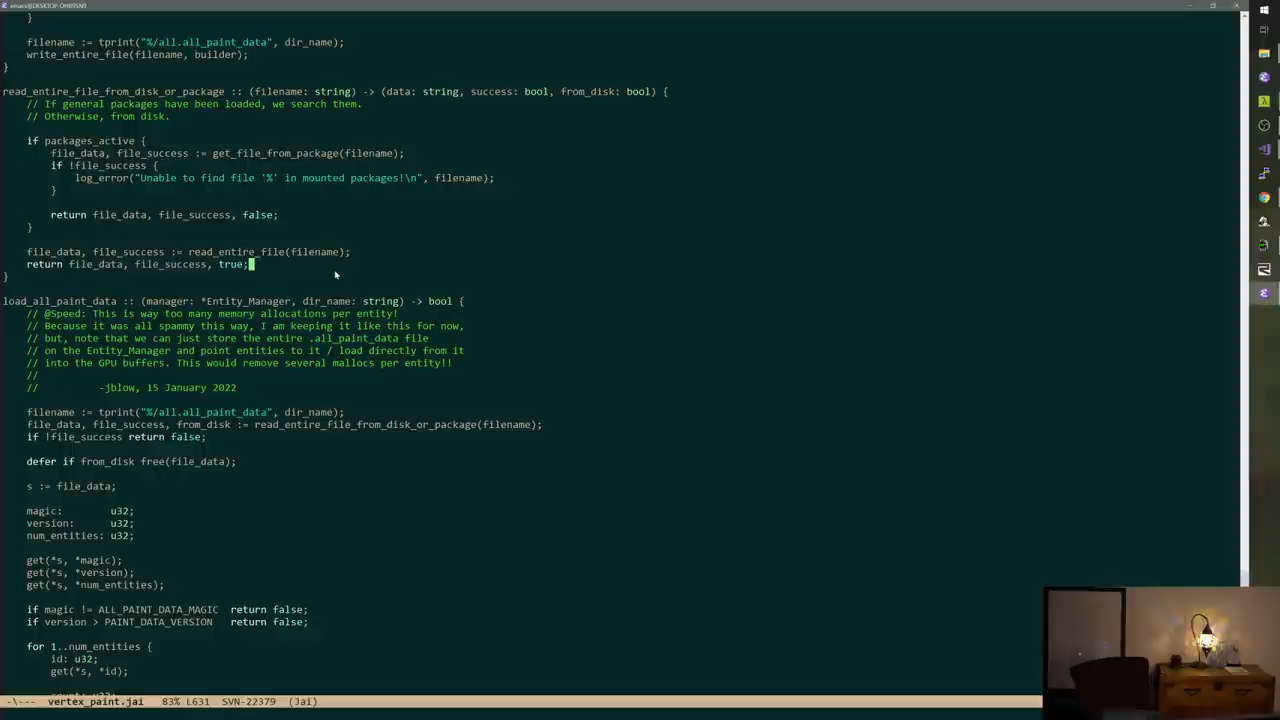 emacs@DESKTOP-OH89SN9
}
filename := tprint("%/all.all_paint_data", dir_name);
write_entire_file(filename, builder);
}
read_entire_file_from_disk_or_package :: (filename: string) -> (data: string, success: bool, from_disk: bool) {
// If general packages have been loaded, we search them.
// Otherwise, from disk.
if packages_active {
file_data, file_success := get_file_from_package(filename);
if !file_success {
log_error("Unable to find file '%' in mounted packages!\n", filename);
}
return file_data, file_success, false;
}
file_data, file_success := read_entire_file(filename);
return file_data, file_success, true;
}
load_all_paint_data :: (manager: *Entity_Manager, dir_name: string) -> bool {
// @Speed: This is way too many memory allocations per entity!
// Because it was all spammy this way, I am keeping it like this for now,
// but, note that we can just store the entire .all_paint_data file
// on the Entity_Manager and point entities to it / load directly from it
// into the GPU buffers. This would remove several mallocs per entity!!
//
// -jblow, 15 January 2022
filename := tprint("%/all.all_paint_data", dir_name);
file_data, file_success, from_disk := read_entire_file_from_disk_or_package(filename);
if !file_success return false;
defer if from_disk free(file_data);
s := file_data;
magic: u32;
version: u32;
num_entities: u32;
get(*s, *magic);
get(*s, *version);
get(*s, *num_entities);
if magic != ALL_PAINT_DATA_MAGIC return false;
if version > PAINT_DATA_VERSION return false;
for 1..num_entities {
id: u32;
get(*s, *id);
-\--- vertex_paint.jai 83% L631 SVN-22379 (Jai)